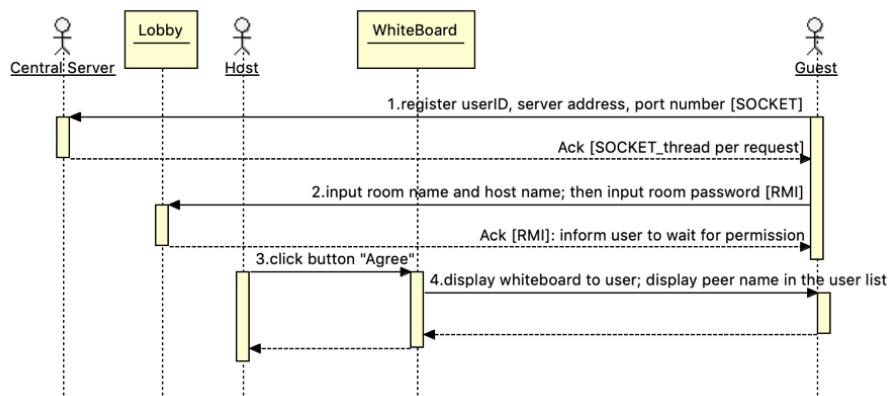 Lobby
WhiteBoard
Central Server
Host
Guest
1.register userID, server address, port number [SOCKET]
Ack [SOCKET_thread per request]
2.input room name and host name; then input room password [RMI]
Ack [RMI]: inform user to wait for permission
3.click button "Agree"
4.display whiteboard to user; display peer name in the user list